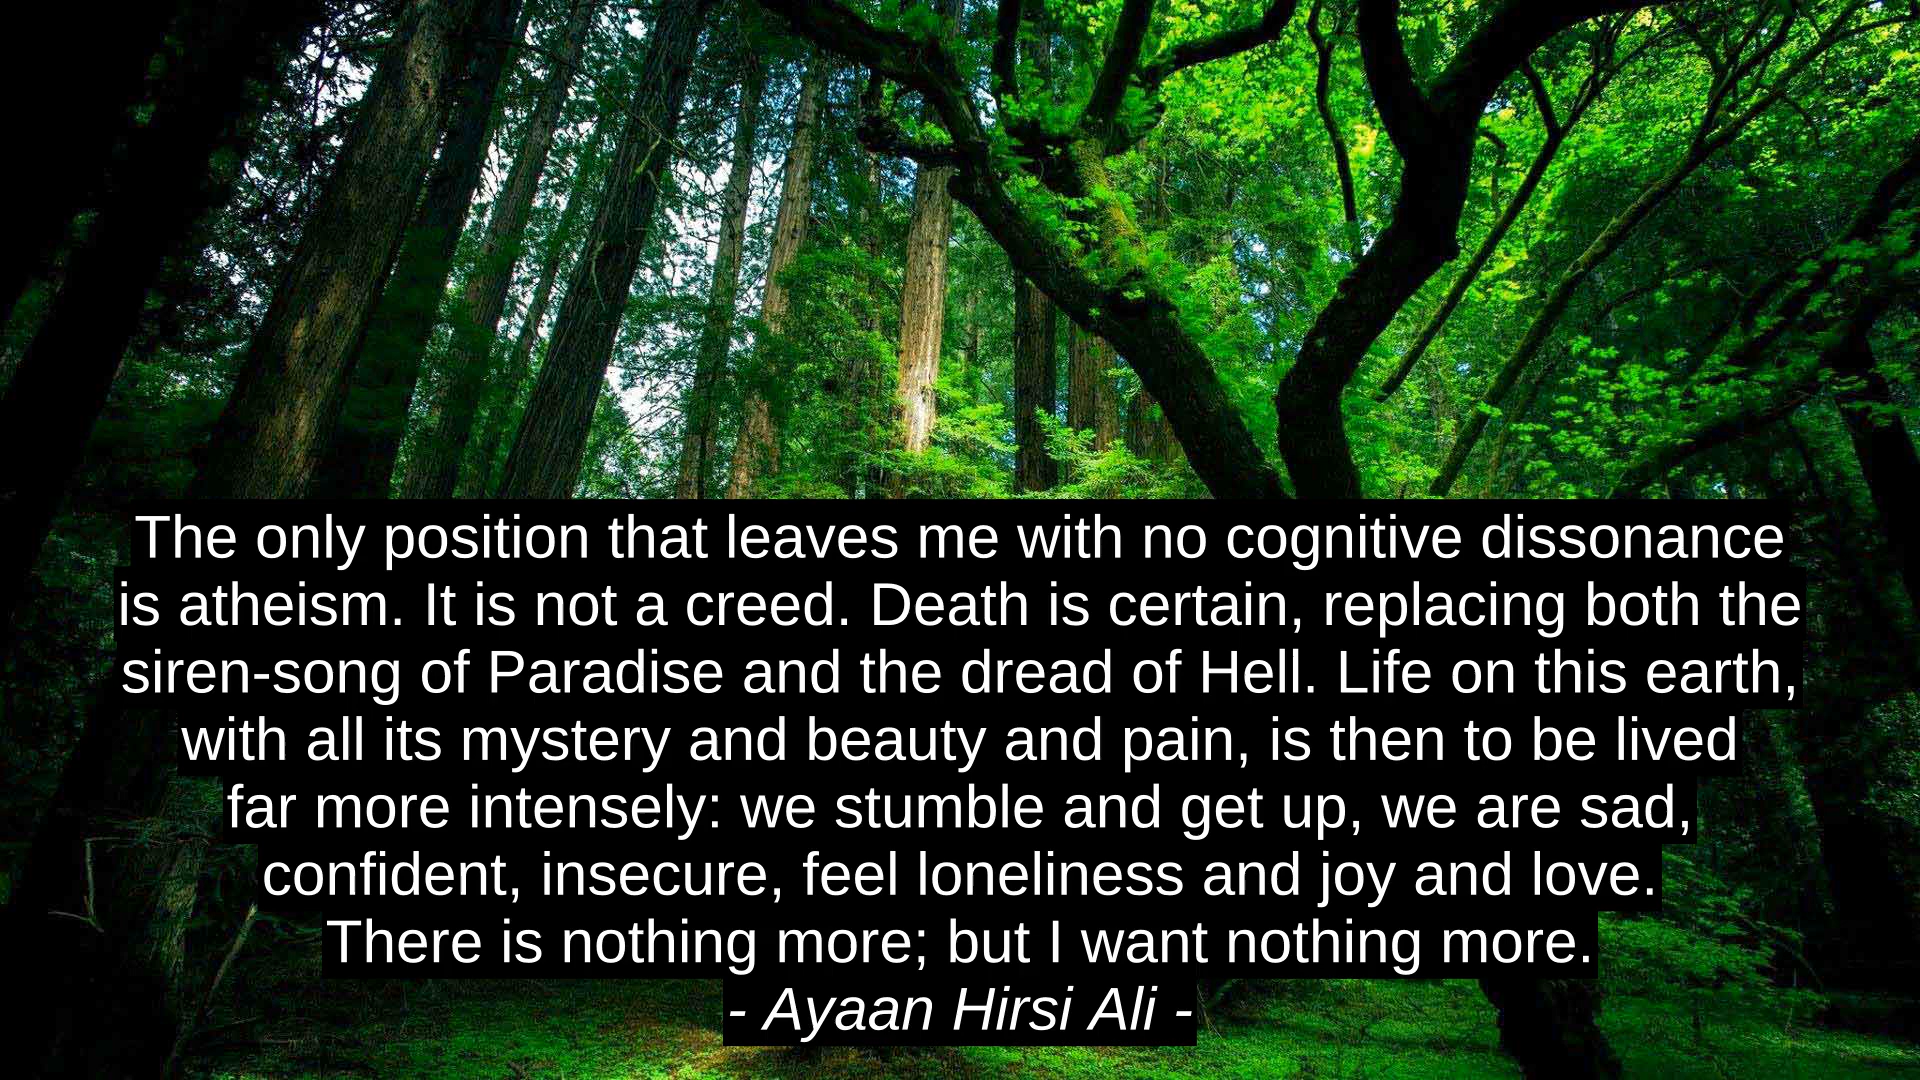 The only position that leaves me with no cognitive dissonance
is atheism. It is not a creed. Death is certain, replacing both the
siren-song of Paradise and the dread of Hell. Life on this earth,
with all its mystery and beauty and pain, is then to be lived
far more intensely: we stumble and get up, we are sad,
confident, insecure, feel loneliness and joy and love.
There is nothing more; but I want nothing more.
- Ayaan Hirsi Ali -